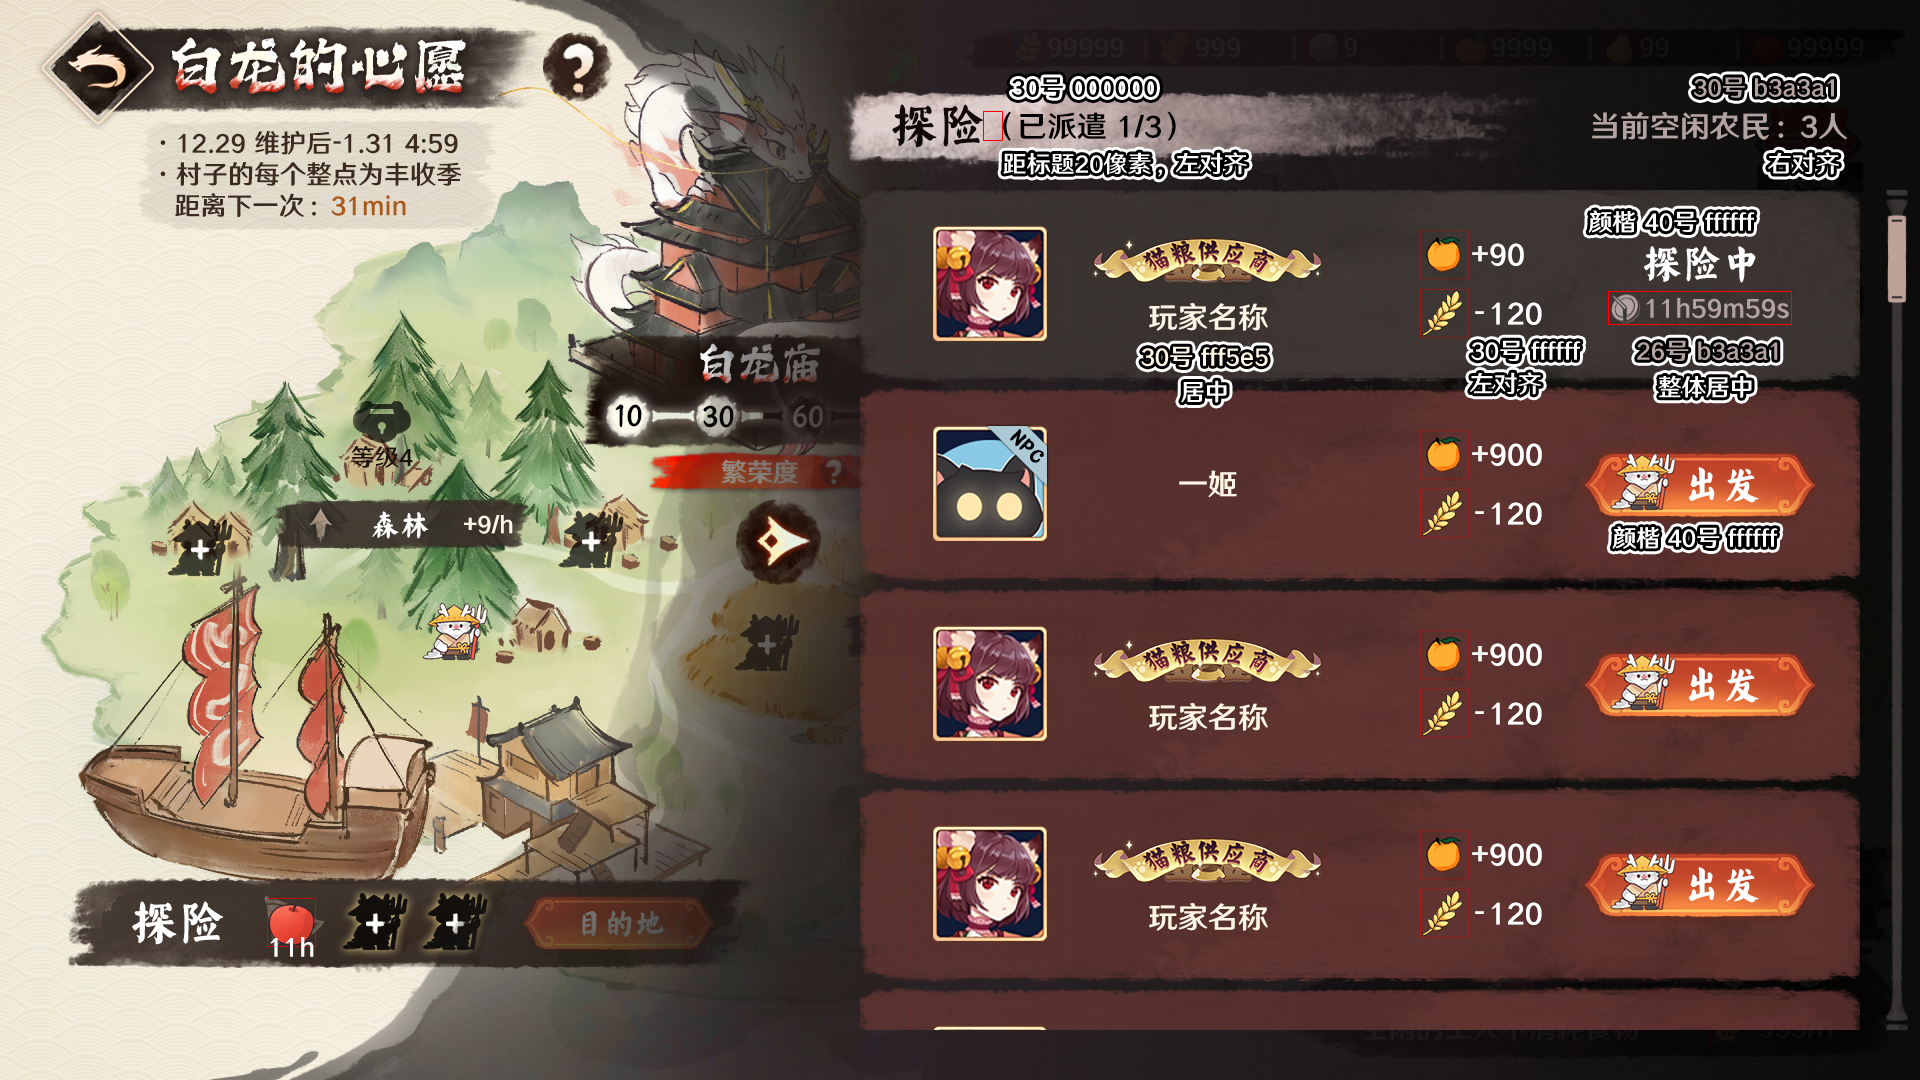 白龙的心愿
?
· 12.29 维护后-1.31 4:59
· 村子的每个整点为丰收季
距离下一次：31min
白龙庙
10 30 60
繁荣度 ?
等级4
森林 +9/h
探险
11h
目的地
99999 999 9 9999 99 99999
30号 000000
探险 (已派遣 1/3)
距标题20像素，左对齐
30号 b3a3a1
当前空闲农民：3人
右对齐
猫粮供应商
玩家名称
30号 fff5e5
居中
+90
-120
30号 ffffff
左对齐
颜楷 40号 ffffff
探险中
11h59m59s
26号 b3a3a1
整体居中
NPC
一姬
+900
-120
出发
颜楷 40号 ffffff
猫粮供应商
玩家名称
+900
-120
出发
猫粮供应商
玩家名称
+900
-120
出发